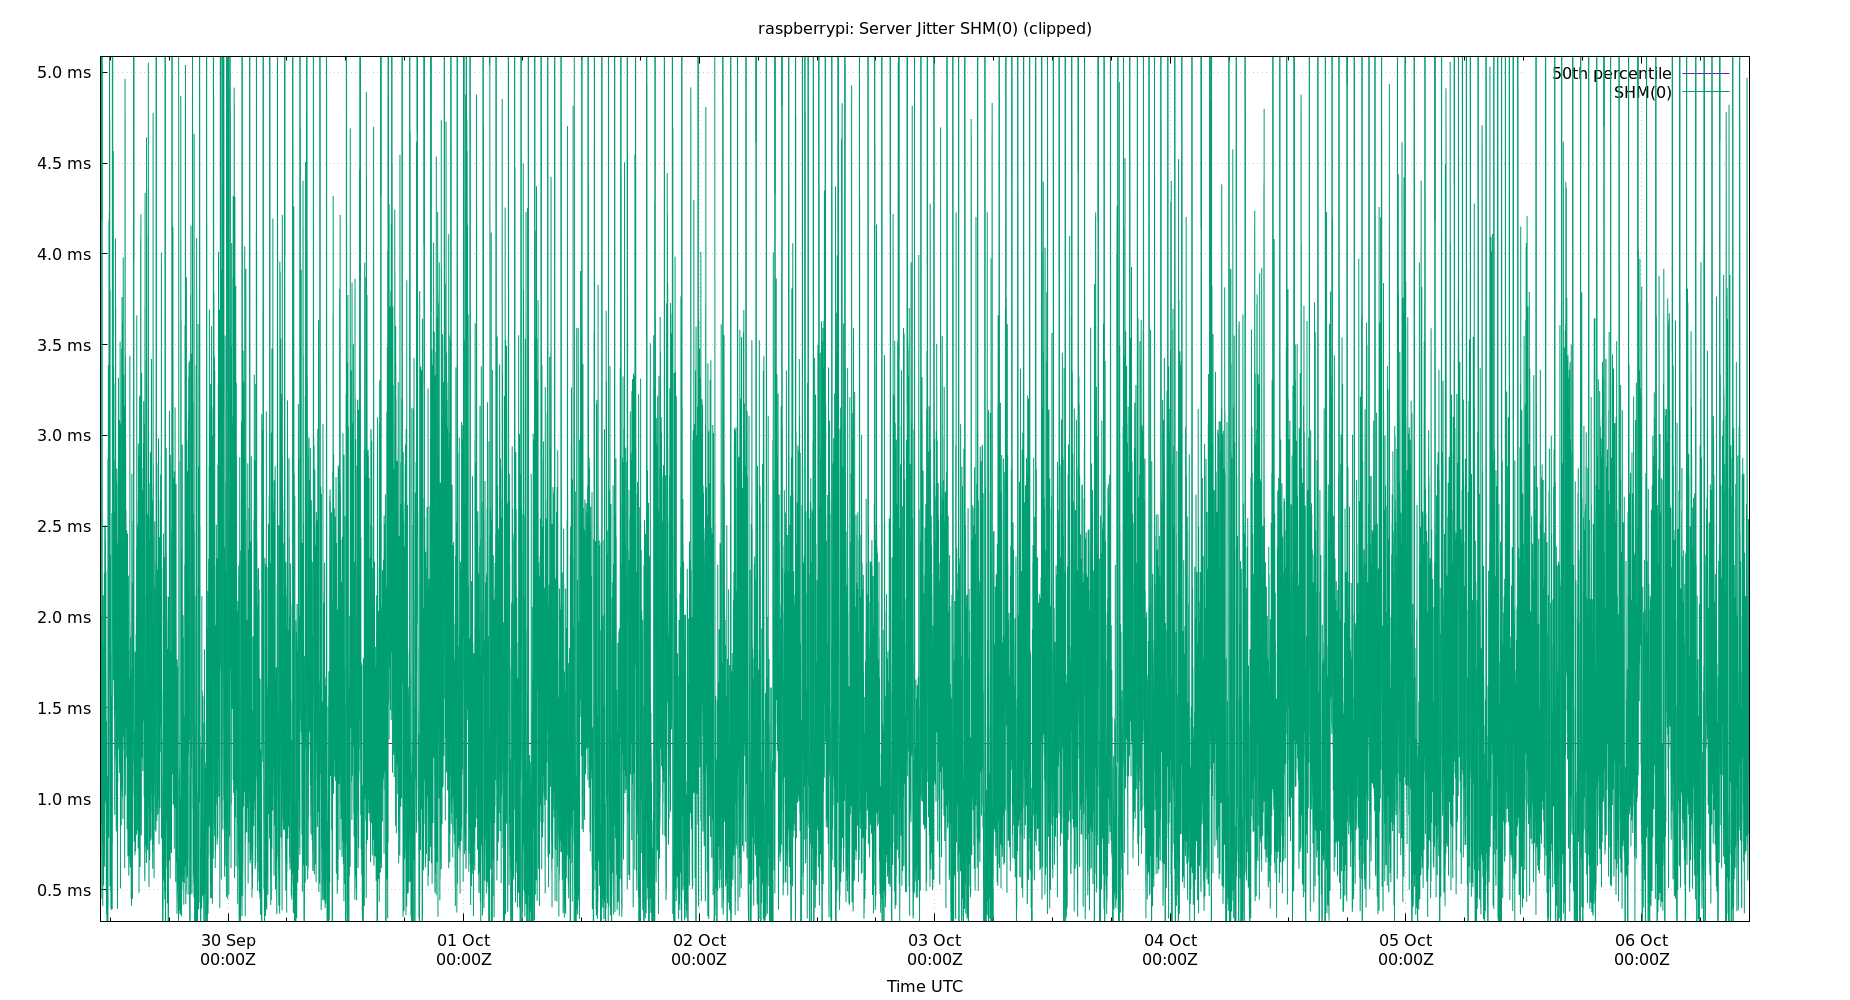 raspberrypi: Server Jitter SHM(0) (clipped)
5.0 ms
50th percentile
SHM(0)
4.5 ms
4.0 ms
3.5 ms
3.0 ms
2.5 ms
2.0 ms
1.5 ms
1.0 ms
0.5 ms
30 Sep 01 Oct 02 Oct 03 Oct 04 Oct 05 Oct 06 Oct
00:00Z 00:00Z 00:00Z 00:00Z 00:00Z 00:00Z 00:00Z
Time UTC